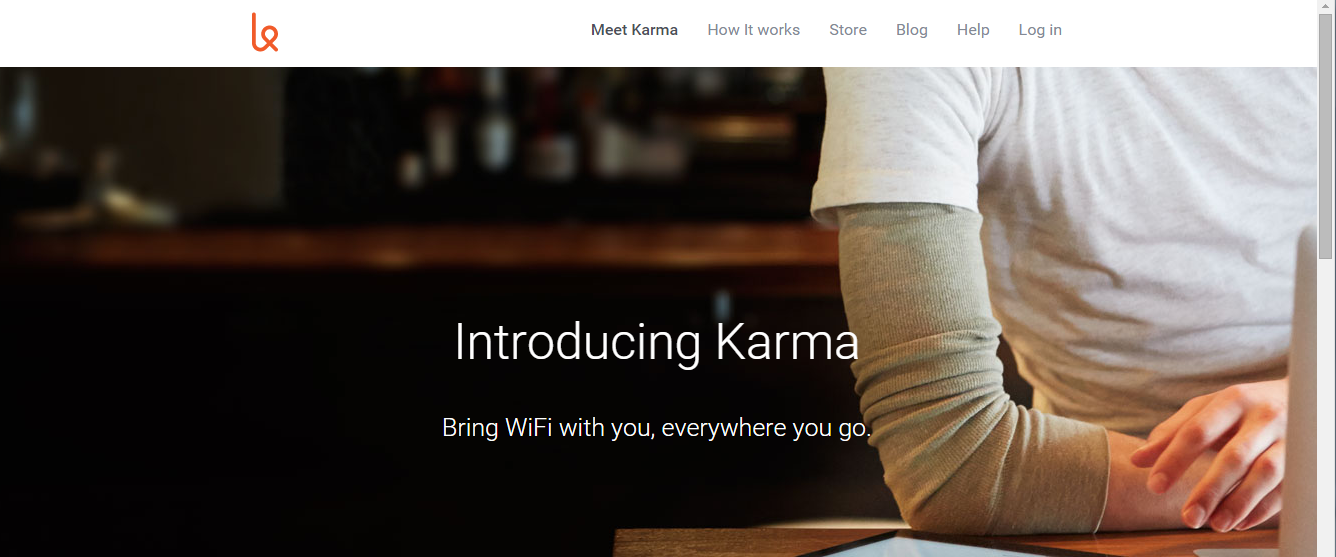 Meet Karma How It works Store Blog Help Log in
Introducing Karma
Bring WiFi with you, everywhere you go.